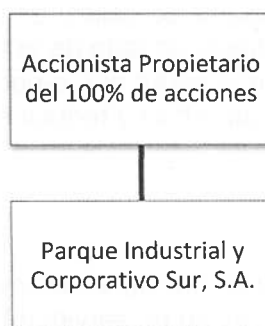 Accionista Propietario
del 100% de acciones
Parque Industrial y
Corporativo Sur, S.A.